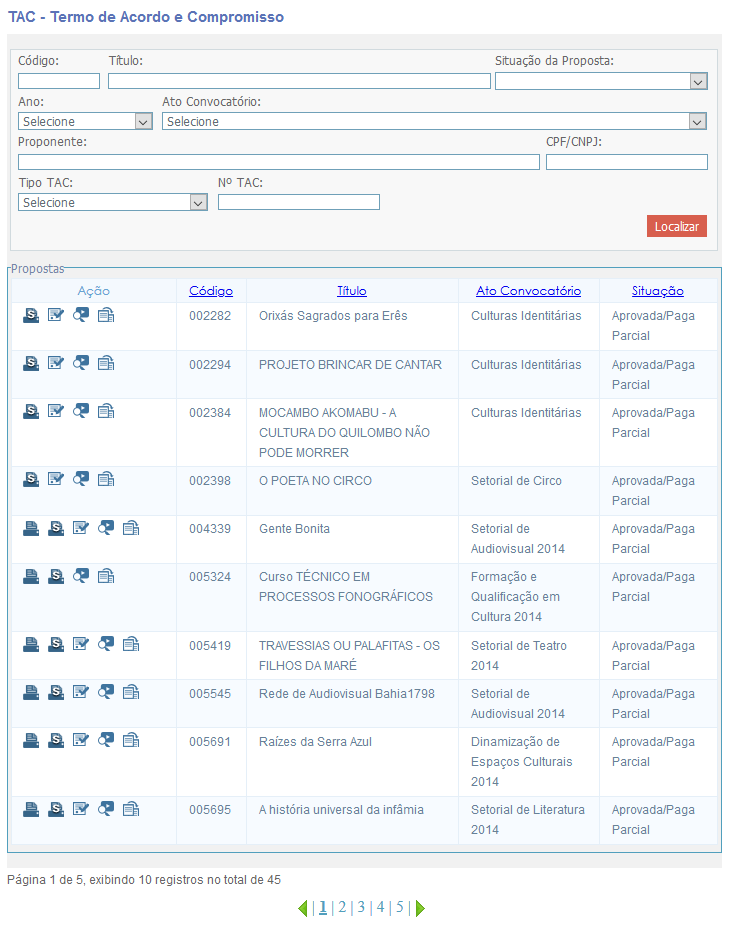 TAC - Termo de Acordo e Compromisso
Código: Título: Situação da Proposta:
Ano: Ato Convocatório:
Selecione Selecione
Proponente: CPF/CNPJ:
Tipo TAC: Nº TAC:
Selecione
Localizar
Propostas
Ação Código Título Ato Convocatório Situação
002282 Orixás Sagrados para Erês Culturas Identitárias Aprovada/Paga
Parcial
002294 PROJETO BRINCAR DE CANTAR Culturas Identitárias Aprovada/Paga
Parcial
002384 MOCAMBO AKOMABU - A Culturas Identitárias Aprovada/Paga
CULTURA DO QUILOMBO NÃO Parcial
PODE MORRER
002398 O POETA NO CIRCO Setorial de Circo Aprovada/Paga
Parcial
004339 Gente Bonita Setorial de Aprovada/Paga
Audiovisual 2014 Parcial
005324 Curso TÉCNICO EM Formação e Aprovada/Paga
PROCESSOS FONOGRÁFICOS Qualificação em Parcial
Cultura 2014
005419 TRAVESSIAS OU PALAFITAS - OS Setorial de Teatro Aprovada/Paga
FILHOS DA MARÉ 2014 Parcial
005545 Rede de Audiovisual Bahia1798 Setorial de Aprovada/Paga
Audiovisual 2014 Parcial
005691 Raízes da Serra Azul Dinamização de Aprovada/Paga
Espaços Culturais Parcial
2014
005695 A história universal da infâmia Setorial de Literatura Aprovada/Paga
2014 Parcial
Página 1 de 5, exibindo 10 registros no total de 45
| 1 | 2 | 3 | 4 | 5 |